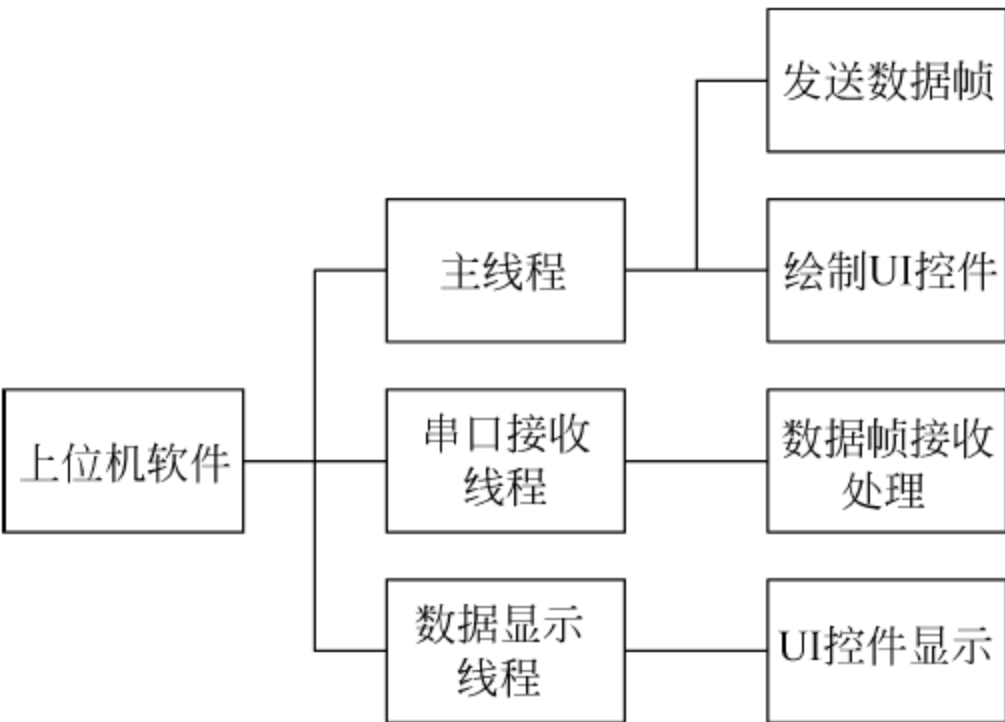 发送数据帧
主线程
绘制UI控件
上位机软件
串口接收
线程
数据帧接收
处理
数据显示
线程
UI控件显示